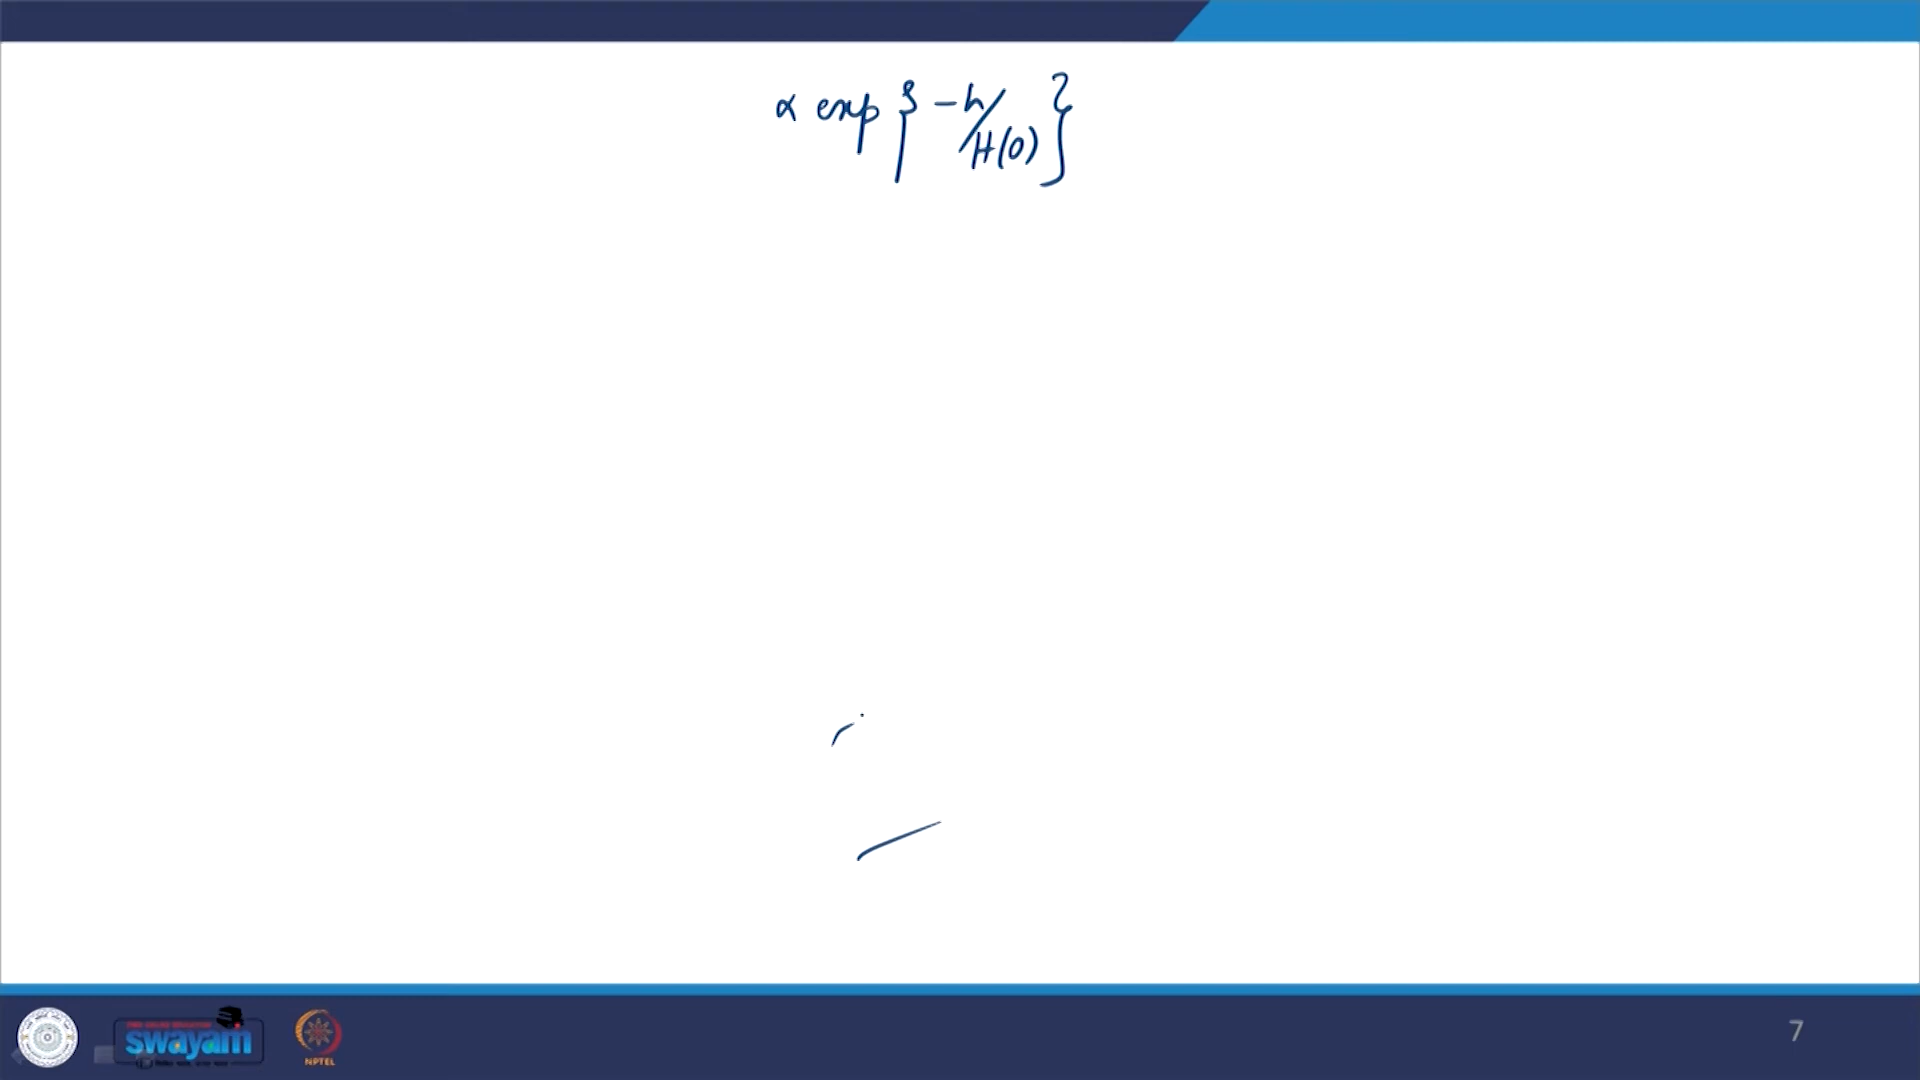 α exp { -h/H(0) }
swayam
NPTEL
7